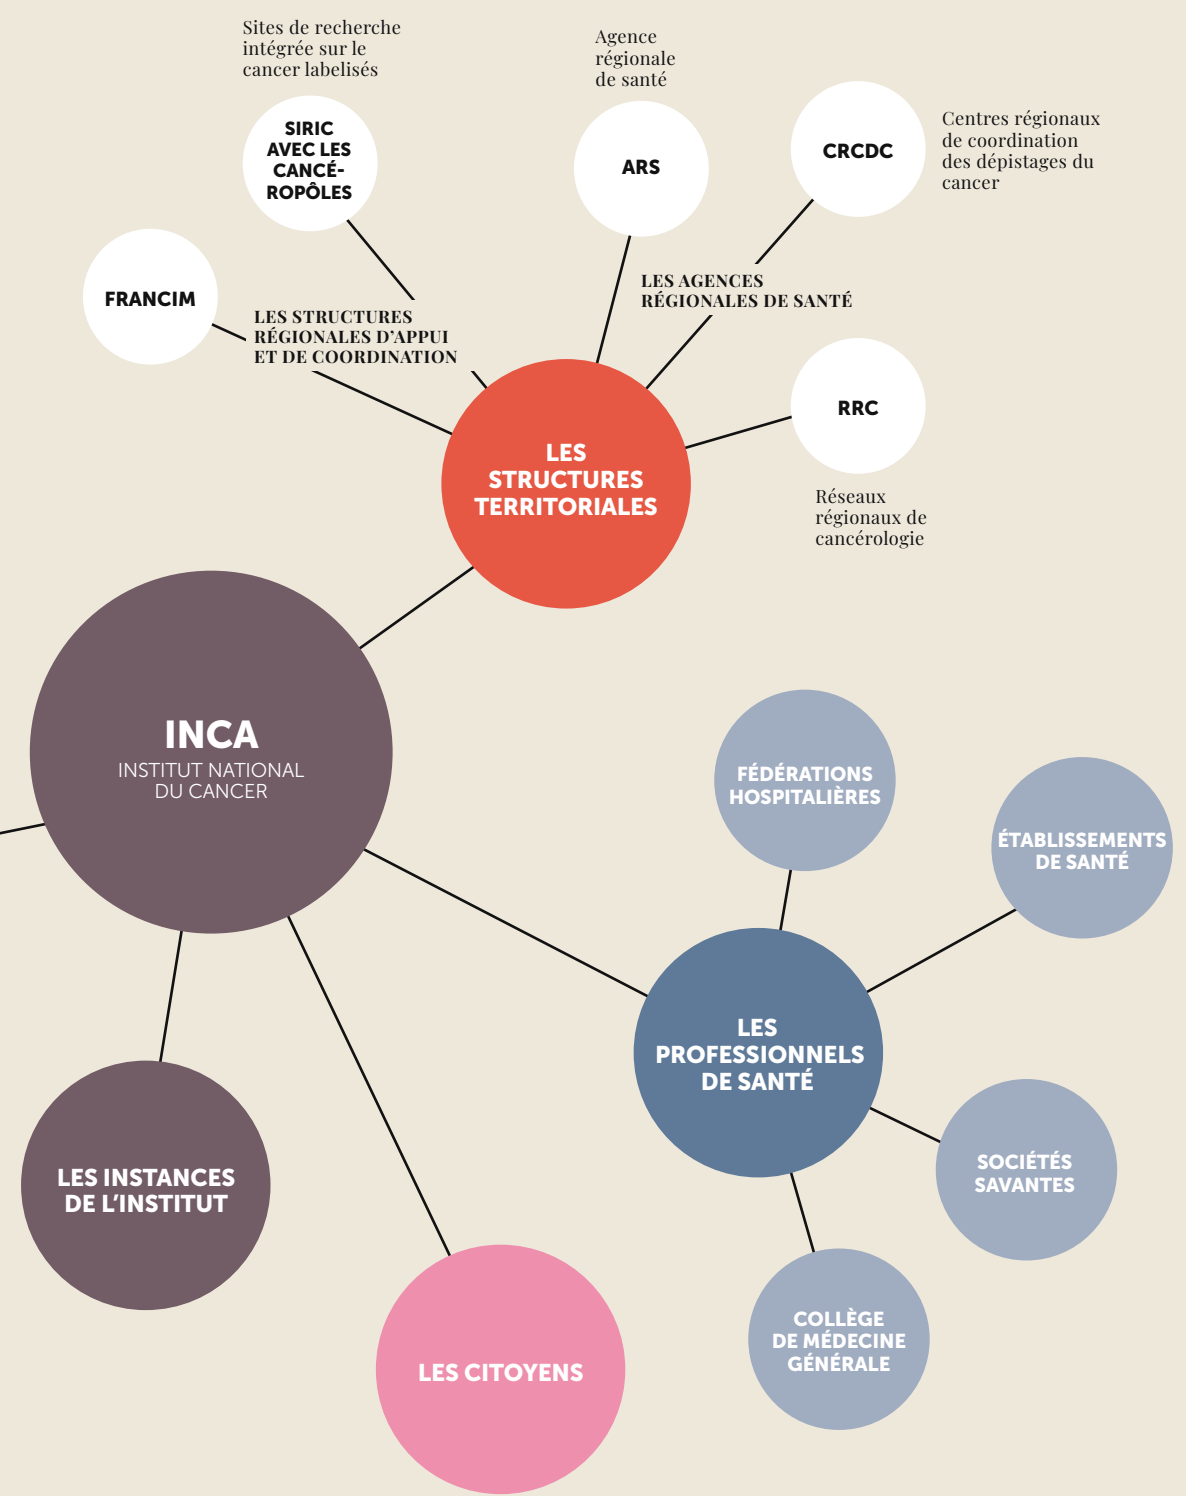 Sites de recherche
intégrée sur le
cancer labelisés
SIRIC
AVEC LES
CANCÉ-
ROPÔLES
Agence
régionale
de santé
ARS
CRCDC
Centres régionaux
de coordination
des dépistages du
cancer
FRANCIM
LES STRUCTURES
RÉGIONALES D’APPUI
ET DE COORDINATION
LES AGENCES
RÉGIONALES DE SANTÉ
RRC
Réseaux
régionaux de
cancérologie
LES
STRUCTURES
TERRITORIALES
INCA
INSTITUT NATIONAL
DU CANCER
FÉDÉRATIONS
HOSPITALIÈRES
ÉTABLISSEMENTS
DE SANTÉ
LES
PROFESSIONNELS
DE SANTÉ
SOCIÉTÉS
SAVANTES
COLLÈGE
DE MÉDECINE
GÉNÉRALE
LES INSTANCES
DE L’INSTITUT
LES CITOYENS